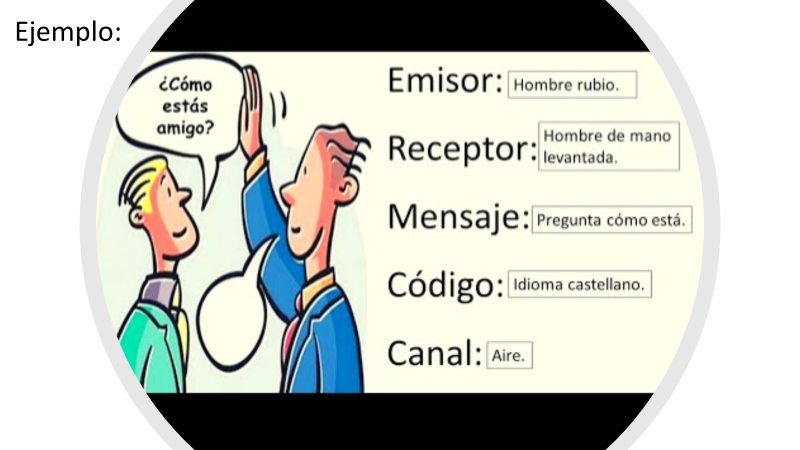 Ejemplo:
¿Cómo
estás
amigo?
Emisor: Hombre rubio.
Receptor: Hombre de mano
levantada.
Mensaje: Pregunta cómo está.
Código: Idioma castellano.
Canal: Aire.